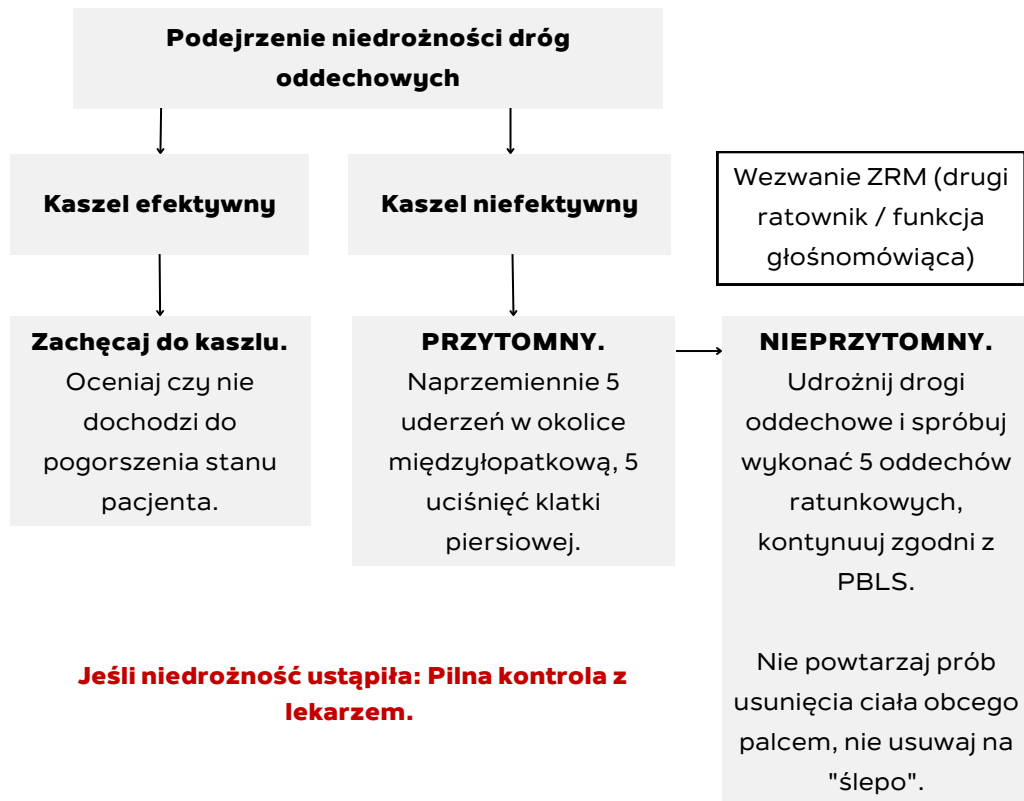 Podejrzenie niedrożności dróg
oddechowych
Kaszel efektywny
Kaszel niefektywny
Wezwanie ZRM (drugi
ratownik / funkcja
głośnomówiąca)
Zachęcaj do kaszlu.
Oceniaj czy nie
dochodzi do
pogorszenia stanu
pacjenta.
PRZYTOMNY.
Naprzemiennie 5
uderzeń w okolice
międzyłopatkową, 5
uciśnięć klatki
piersiowej.
NIEPRZYTOMNY.
Udrożnij drogi
oddechowe i spróbuj
wykonać 5 oddechów
ratunkowych,
kontynuuj zgodni z
PBLS.
Nie powtarzaj prób
usunięcia ciała obcego
palcem, nie usuwaj na
"ślepo".
Jeśli niedrożność ustąpiła: Pilna kontrola z
lekarzem.